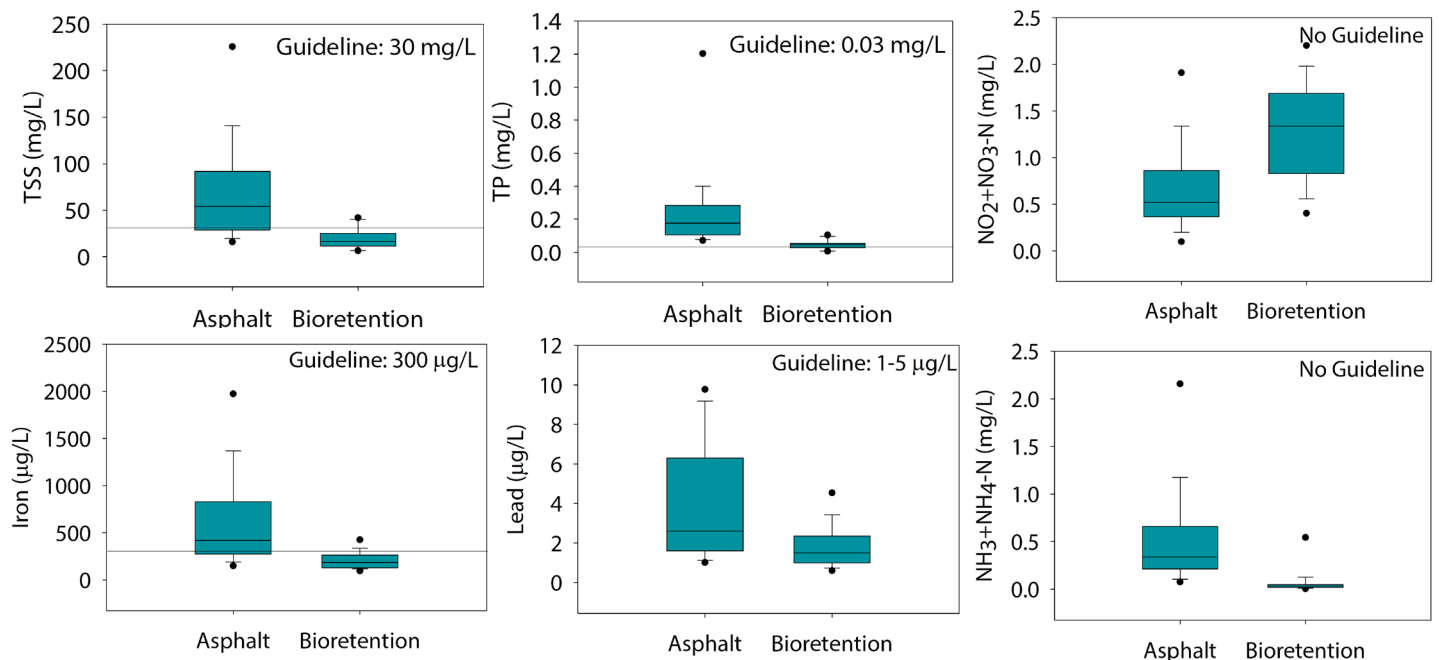 TSS (mg/L)
250
200
150
100
50
0
Guideline: 30 mg/L
Asphalt Bioretention
TP (mg/L)
1.4
1.2
1.0
0.8
0.6
0.4
0.2
0.0
Guideline: 0.03 mg/L
Asphalt Bioretention
NO2+NO3-N (mg/L)
2.5
2.0
1.5
1.0
0.5
0.0
No Guideline
Asphalt Bioretention
Iron (µg/L)
2500
2000
1500
1000
500
0
Guideline: 300 µg/L
Asphalt Bioretention
Lead (µg/L)
12
10
8
6
4
2
0
Guideline: 1-5 µg/L
Asphalt Bioretention
NH3+NH4-N (mg/L)
2.5
2.0
1.5
1.0
0.5
0.0
No Guideline
Asphalt Bioretention